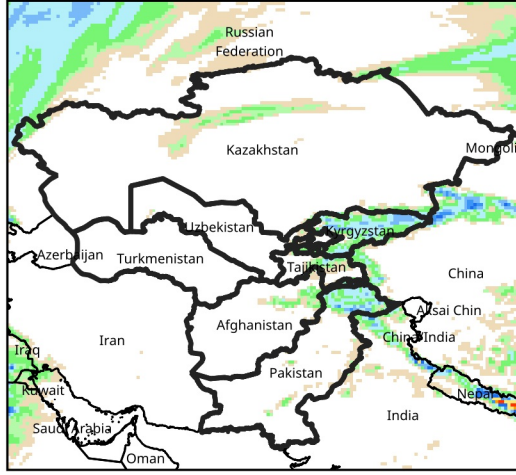 Russian
Federation
Kazakhstan
Mongoli
Uzbekistan
Kyrgyzstan
Azerbaijan
Turkmenistan
Tajikistan
China
Aksai Chin
Afghanistan
China/India
Iran
Iraq
Pakistan
Kuwait
Nepal
India
Saudi Arabia
Oman